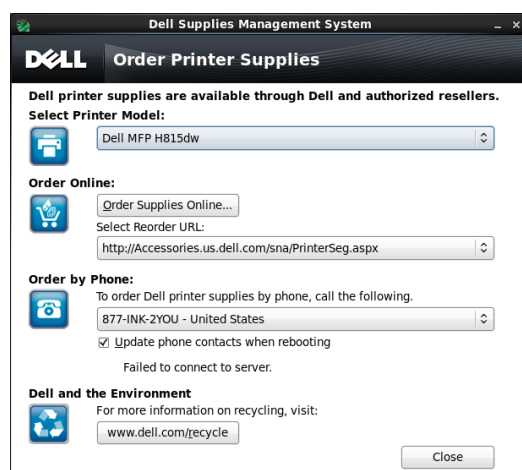 Dell Supplies Management System
DELL Order Printer Supplies
Dell printer supplies are available through Dell and authorized resellers.
Select Printer Model:
Dell MFP H815dw
Order Online:
Order Supplies Online...
Select Reorder URL:
http://Accessories.us.dell.com/sna/PrinterSeg.aspx
Order by Phone:
To order Dell printer supplies by phone, call the following.
877-INK-2YOU - United States
Update phone contacts when rebooting
Failed to connect to server.
Dell and the Environment
For more information on recycling, visit:
www.dell.com/recycle
Close